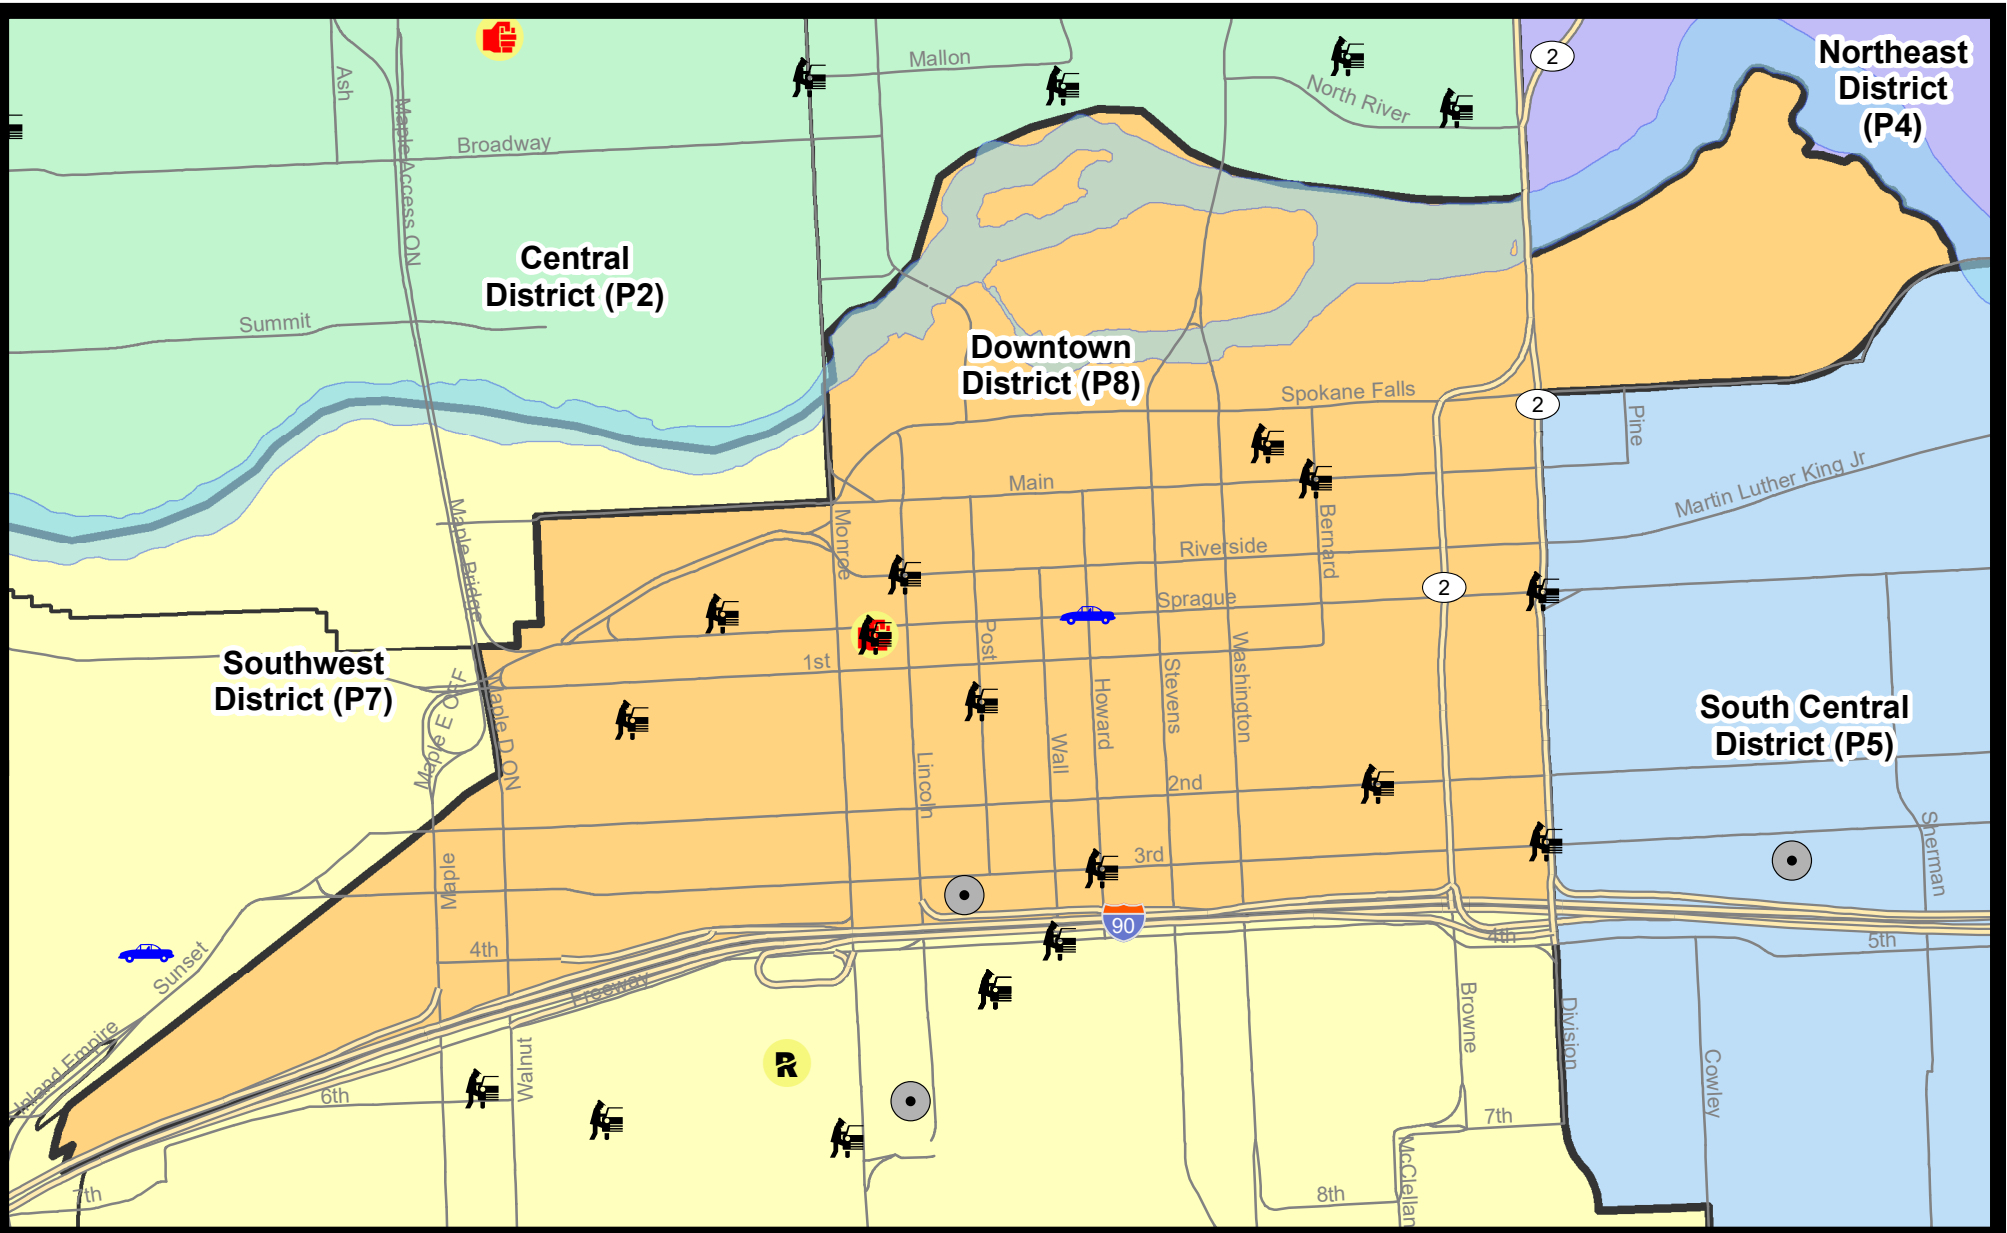 Northeast
District
(P4)
2
Mallon
Ash
North River
Maple Access ON
Broadway
Central
District (P2)
Summit
Downtown
District (P8)
Spokane Falls
2
Pine
Main
Martin Luther King Jr
Maple Bridge
Monroe
Bernard
Riverside
2
Sprague
Post
1st
Washington
Stevens
Southwest
District (P7)
Maple E OFF
Maple D ON
Howard
Wall
South Central
District (P5)
Lincoln
2nd
Sherman
Maple
3rd
90
4th
4th
5th
Sunset
Freeway
Browne
Division
Inland Empire
Walnut
6th
Cowley
R
7th
McClellan
7th
8th